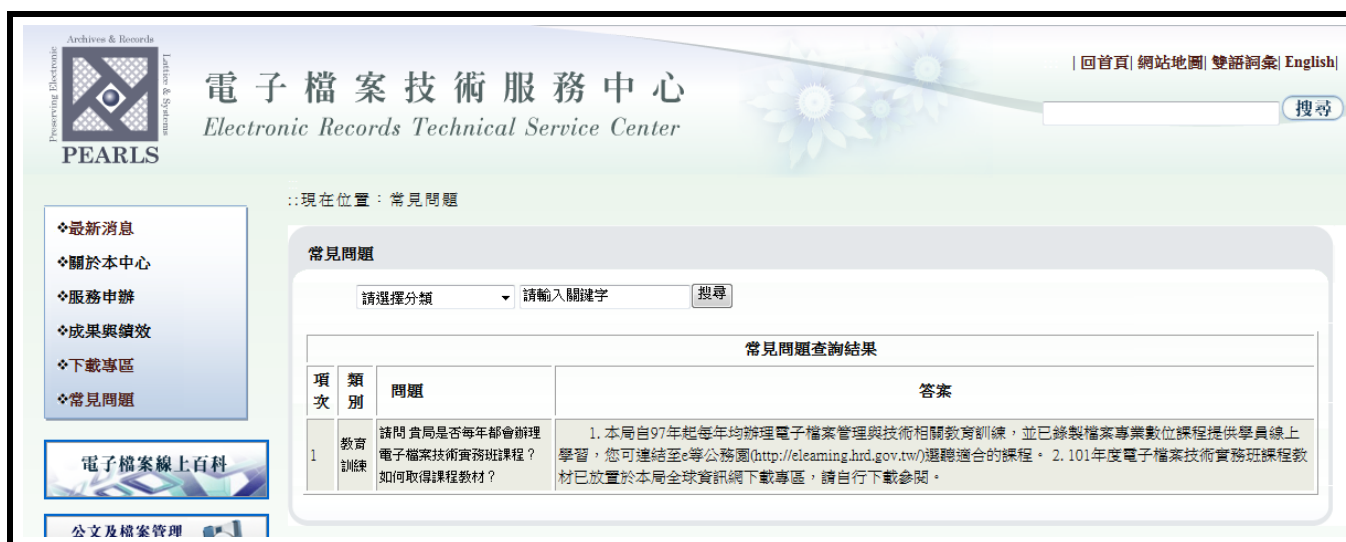 Archives & Records
Preserving Electronic
Lattice & Systems
PEARLS
電子檔案技術服務中心
Electronic Records Technical Service Center
|回首頁|網站地圖|雙語詞彙|English|
搜尋
::現在位置：常見問題
❖最新消息
❖關於本中心
❖服務申辦
❖成果與績效
❖下載專區
❖常見問題
電子檔案線上百科
公文及檔案管理
常見問題
請選擇分類 請輸入關鍵字 搜尋
常見問題查詢結果
項次 類別 問題 答案
1 教育訓練
請問 貴局是否每年都會辦理
電子檔案技術實務班課程？
如何取得課程教材？
1. 本局自97年起每年均辦理電子檔案管理與技術相關教育訓練，並已錄製檔案專業數位課程提供學員線上
學習，您可連結至e等公務園(http://elearning.hrd.gov.tw/)選聽適合的課程。 2. 101年度電子檔案技術實務班課程教
材已放置於本局全球資訊網下載專區，請自行下載參閱。